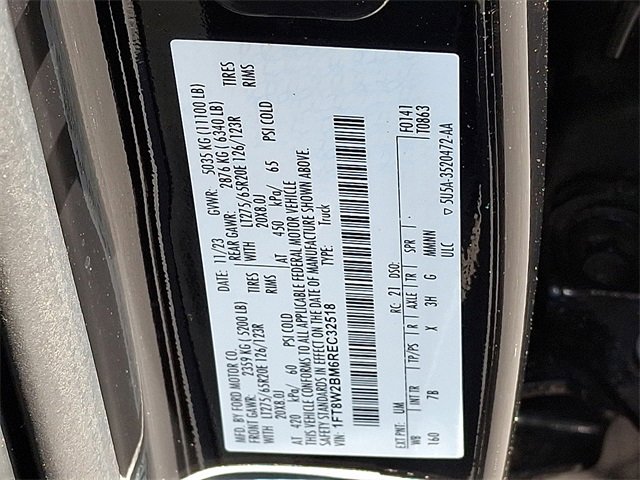 MFD. BY FORD MOTOR CO.
DATE: 11/23 GVWR: 5035 KG (11100 LB)
FRONT GAWR: 2359 KG (5200 LB) REAR GAWR: 2876 KG (6340 LB)
WITH LT275/65R20E 126/123R WITH LT275/65R20E 126/123R TIRES
20X8.0J RIMS 20X8.0J RIMS
AT 420 kPa/ 60 PSI COLD AT 450 kPa/ 65 PSI COLD
THIS VEHICLE CONFORMS TO ALL APPLICABLE FEDERAL MOTOR VEHICLE
SAFETY STANDARDS IN EFFECT ON THE DATE OF MANUFACTURE SHOWN ABOVE.
VIN: 1FT8W2BM6REC32518 TYPE: Truck
F0141
T0863
EXT PNT: UM RC: 21 DSO:
WB INT TR TP/PS R AXLE TR SPR
160 7B X 3H G MMMNN
ULC ▽ 5U5A-3520472-AA